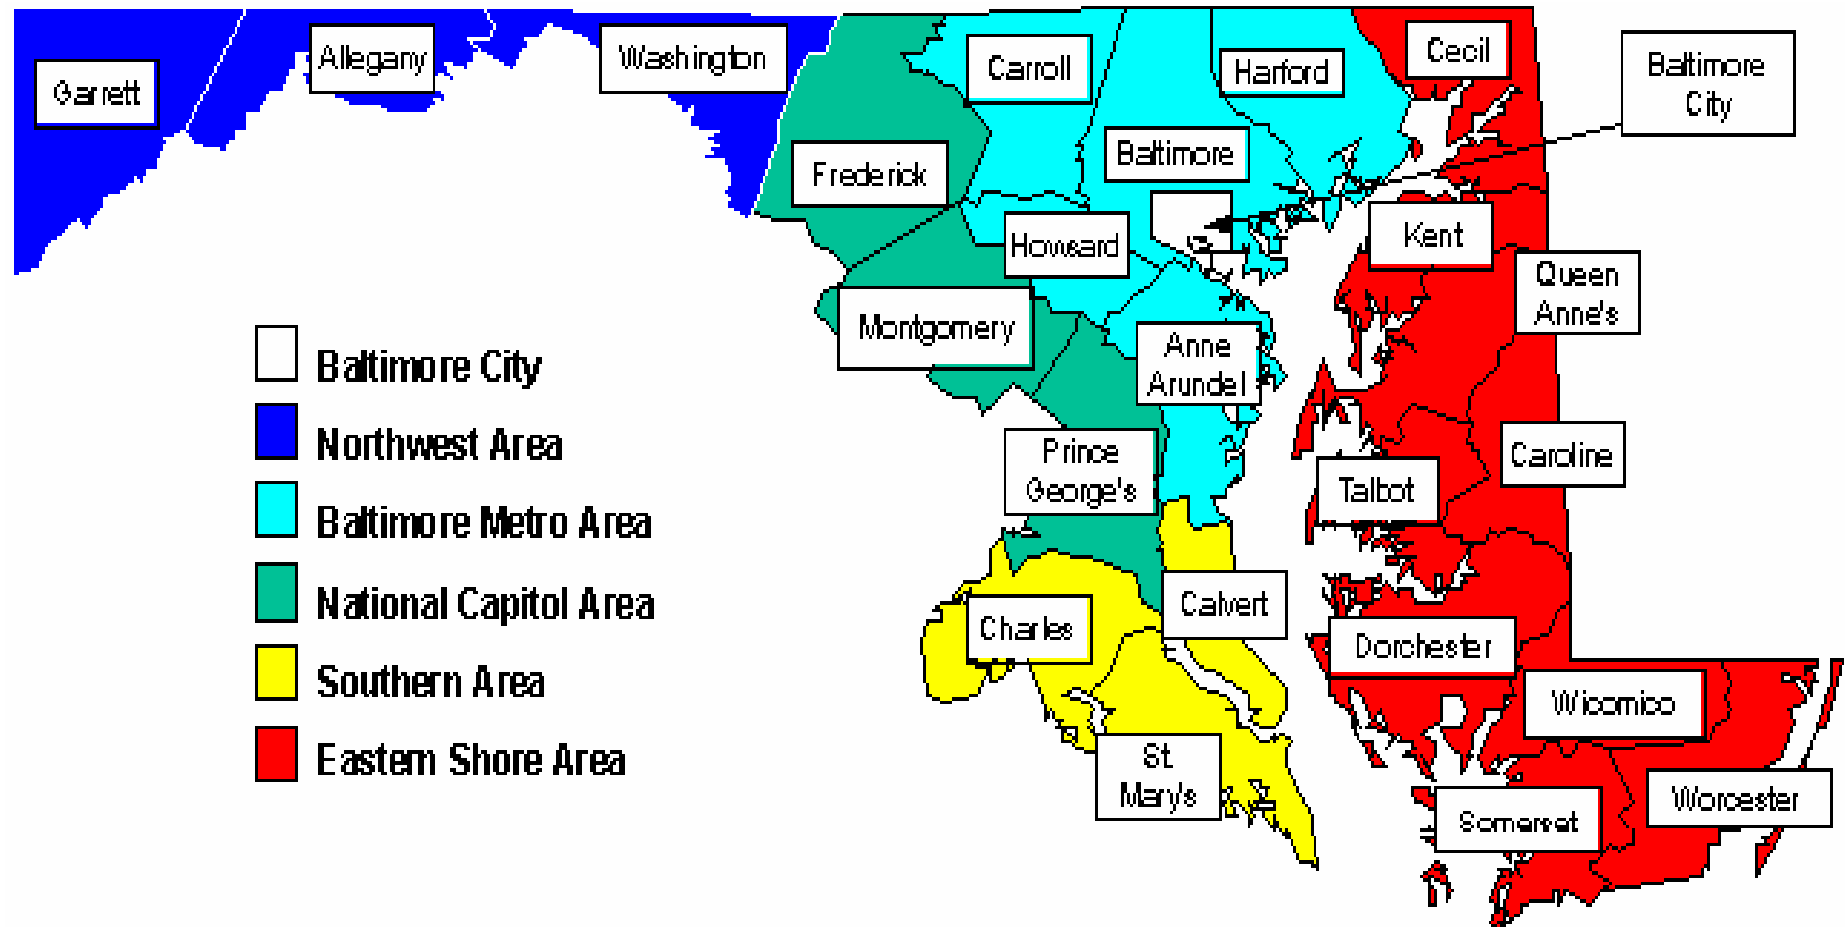 Garrett
Allegany
Washington
Carroll
Harford
Cecil
Baltimore
City
Frederick
Baltimore
Howsard
Kent
Queen
Anne's
Montgomery
Anne
Arundel
Prince
George's
Talbot
Caroline
Charles
Calvert
Dorchester
Wicomico
St.
Mary's
Somerset
Worcester
Baltimore City
Northwest Area
Baltimore Metro Area
National Capitol Area
Southern Area
Eastern Shore Area